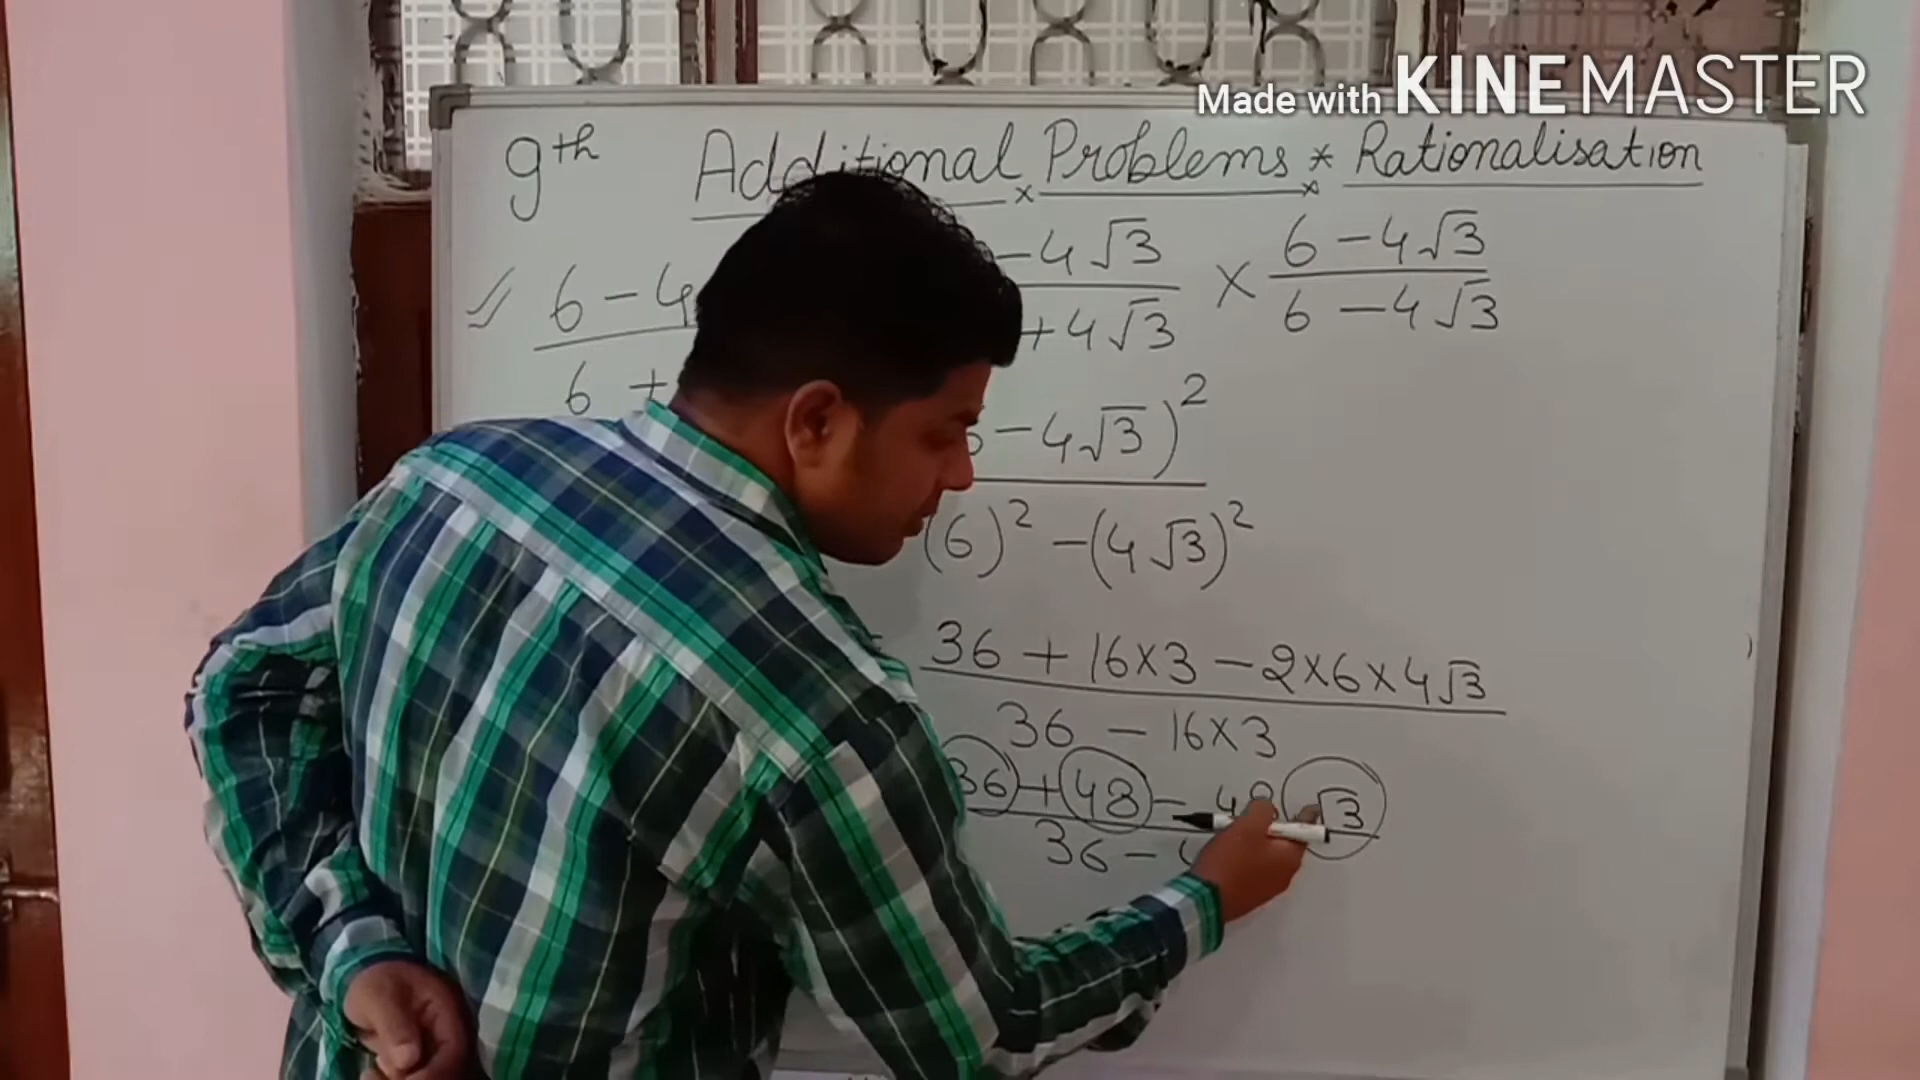 Made with KINEMASTER
9th Additional Problems * Rationalisation
6 - 4
6 +
- 4√3 × 6 - 4√3
+ 4√3 6 - 4√3
- 4√3)²
(6)² - (4√3)²
= 36 + 16×3 - 2×6×4√3
36 - 16×3
36 + 48 - 48 √3
36 -